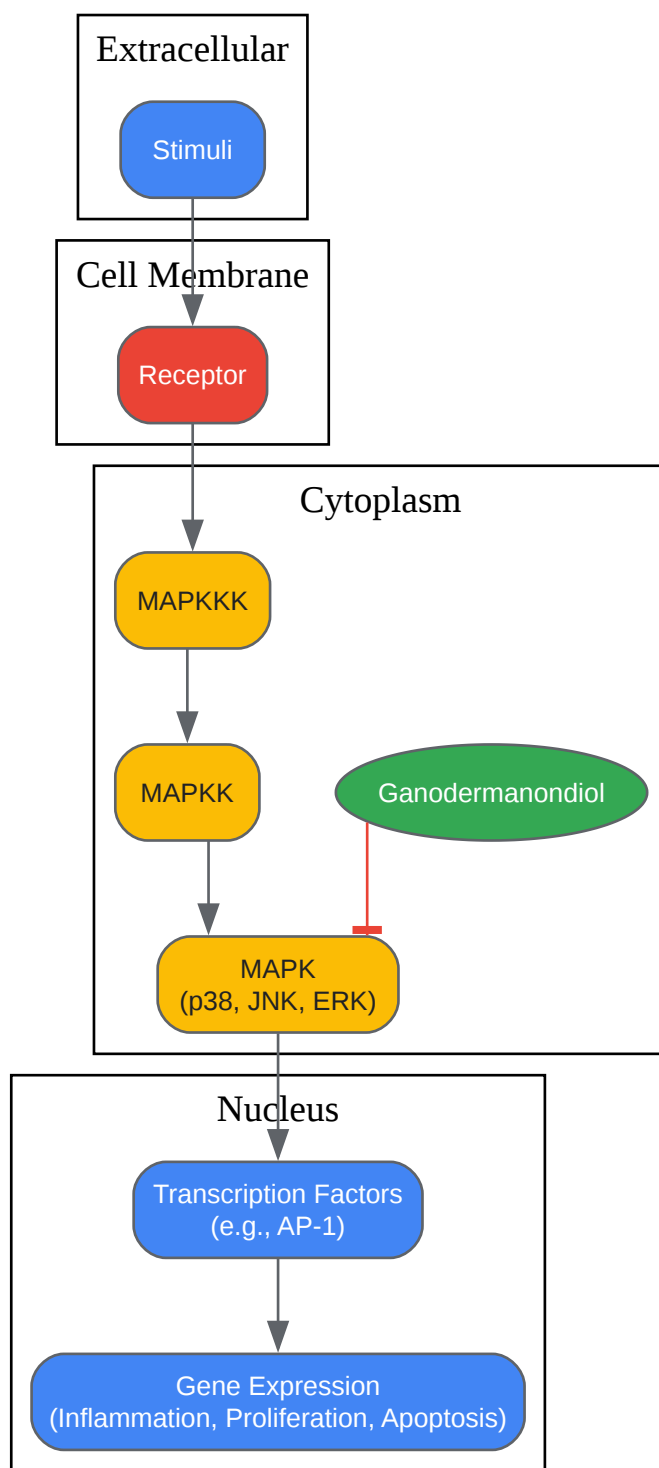 Extracellular
Stimuli
Cell Membrane
Receptor
Cytoplasm
MAPKKK
MAPKK
Ganodermanondiol
MAPK
(p38, JNK, ERK)
Nucleus
Transcription Factors
(e.g., AP-1)
Gene Expression
(Inflammation, Proliferation, Apoptosis)